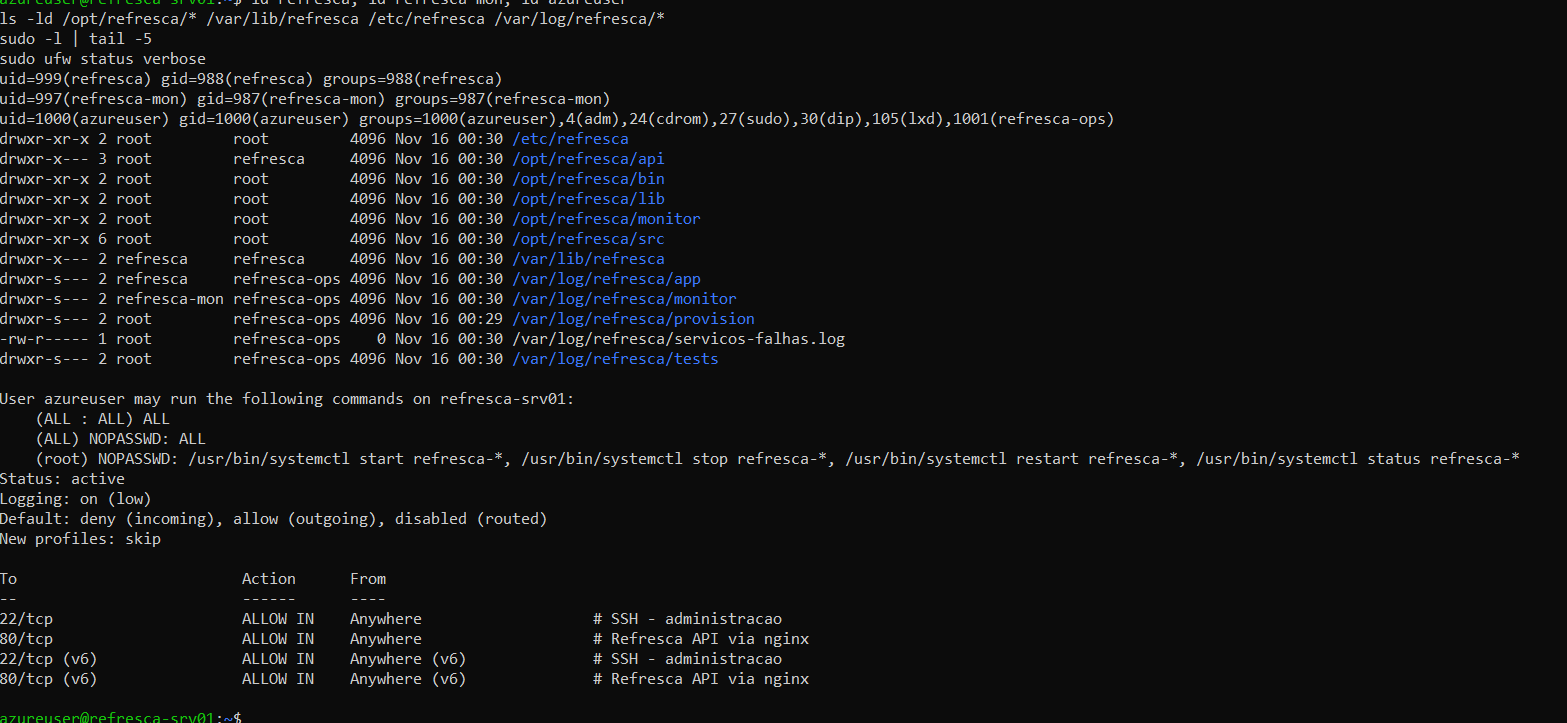 azureuser@refresca-srv01:~$ id refresca; id refresca-mon; id azureuser
ls -ld /opt/refresca/* /var/lib/refresca /etc/refresca /var/log/refresca/*
sudo -l | tail -5
sudo ufw status verbose
uid=999(refresca) gid=988(refresca) groups=988(refresca)
uid=997(refresca-mon) gid=987(refresca-mon) groups=987(refresca-mon)
uid=1000(azureuser) gid=1000(azureuser) groups=1000(azureuser),4(adm),24(cdrom),27(sudo),30(dip),105(lxd),1001(refresca-ops)
drwxr-xr-x 2 root         root         4096 Nov 16 00:30 /etc/refresca
drwxr-x--- 3 root         refresca     4096 Nov 16 00:30 /opt/refresca/api
drwxr-xr-x 2 root         root         4096 Nov 16 00:30 /opt/refresca/bin
drwxr-xr-x 2 root         root         4096 Nov 16 00:30 /opt/refresca/lib
drwxr-xr-x 2 root         root         4096 Nov 16 00:30 /opt/refresca/monitor
drwxr-xr-x 6 root         root         4096 Nov 16 00:30 /opt/refresca/src
drwxr-x--- 2 refresca     refresca     4096 Nov 16 00:30 /var/lib/refresca
drwxr-s--- 2 refresca     refresca-ops 4096 Nov 16 00:30 /var/log/refresca/app
drwxr-s--- 2 refresca-mon refresca-ops 4096 Nov 16 00:30 /var/log/refresca/monitor
drwxr-s--- 2 root         refresca-ops 4096 Nov 16 00:29 /var/log/refresca/provision
-rw-r----- 1 root         refresca-ops    0 Nov 16 00:30 /var/log/refresca/servicos-falhas.log
drwxr-s--- 2 root         refresca-ops 4096 Nov 16 00:30 /var/log/refresca/tests
User azureuser may run the following commands on refresca-srv01:
    (ALL : ALL) ALL
    (ALL) NOPASSWD: ALL
    (root) NOPASSWD: /usr/bin/systemctl start refresca-*, /usr/bin/systemctl stop refresca-*, /usr/bin/systemctl restart refresca-*, /usr/bin/systemctl status refresca-*
Status: active
Logging: on (low)
Default: deny (incoming), allow (outgoing), disabled (routed)
New profiles: skip
To                         Action      From
--                         ------      ----
22/tcp                     ALLOW IN    Anywhere                   # SSH - administracao
80/tcp                     ALLOW IN    Anywhere                   # Refresca API via nginx
22/tcp (v6)                ALLOW IN    Anywhere (v6)              # SSH - administracao
80/tcp (v6)                ALLOW IN    Anywhere (v6)              # Refresca API via nginx
azureuser@refresca-srv01:~$